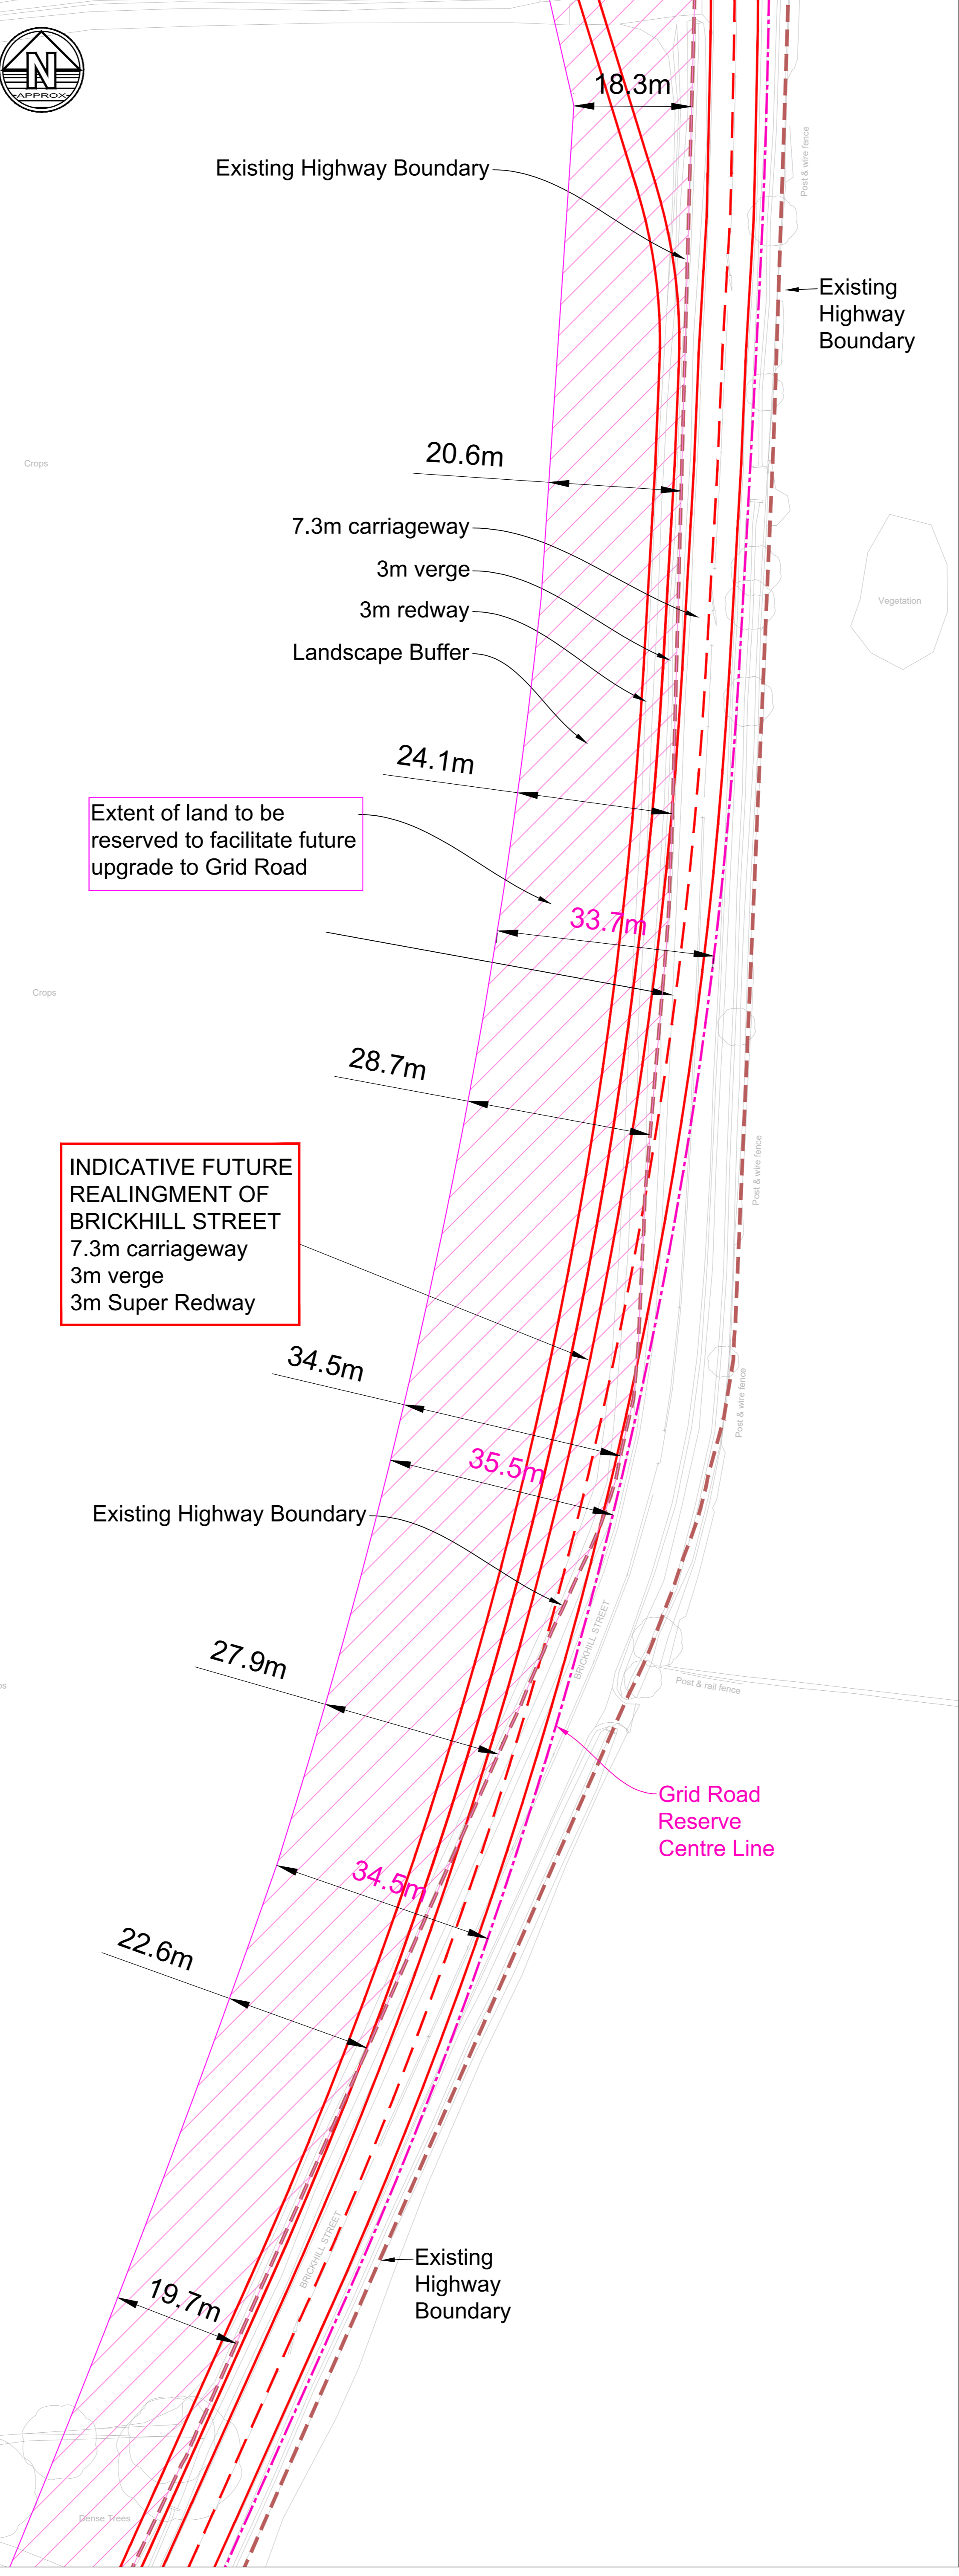 N
APPROX
18.3m
Post & wire fence
Existing Highway Boundary
Existing
Highway
Boundary
20.6m
Crops
7.3m carriageway
3m verge
3m redway
Vegetation
Landscape Buffer
24.1m
Extent of land to be
reserved to facilitate future
upgrade to Grid Road
33.7m
Crops
28.7m
Post & wire fence
INDICATIVE FUTURE
REALINGMENT OF
BRICKHILL STREET
7.3m carriageway
3m verge
3m Super Redway
34.5m
Post & wire fence
35.5m
Existing Highway Boundary
BRICKHILL STREET
27.9m
Post & rail fence
Grid Road
Reserve
Centre Line
34.5m
22.6m
BRICKHILL STREET
Existing
Highway
Boundary
19.7m
Dense Trees